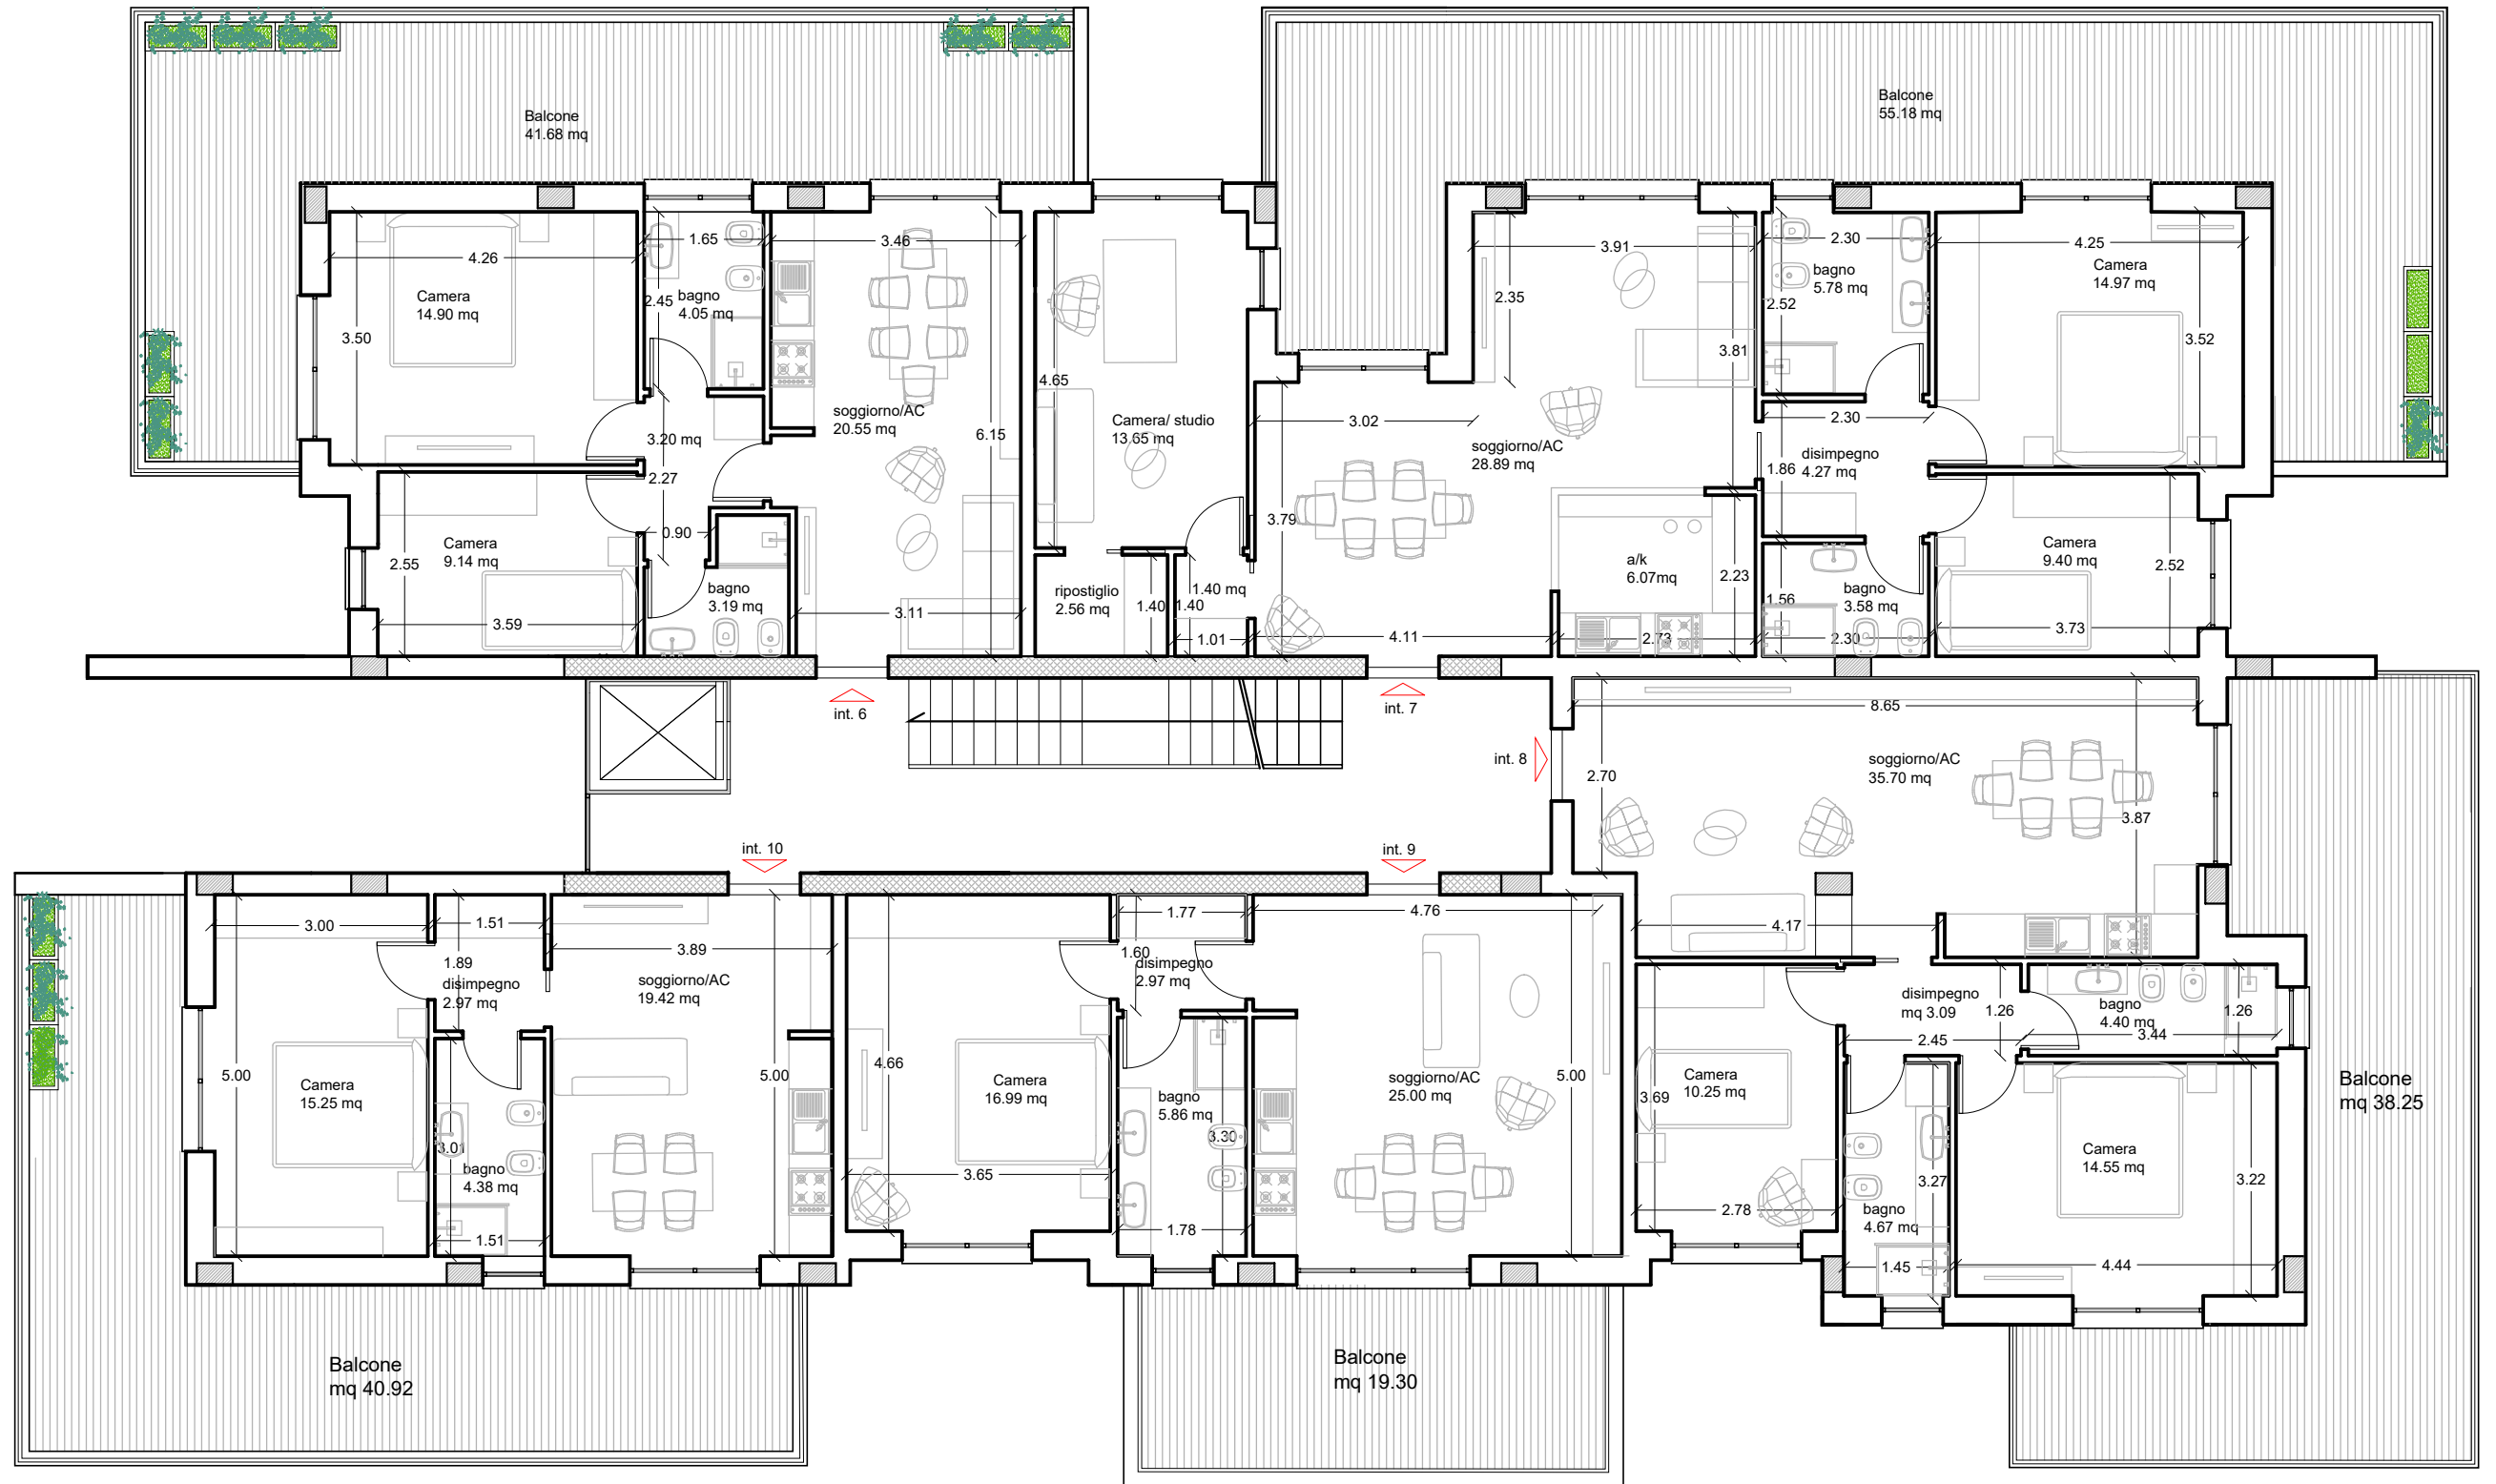 Balcone
41.68 mq
Balcone
55.18 mq
4.26
Camera
14.90 mq
3.50
1.65
2.45
bagno
4.05 mq
3.46
soggiorno/AC
20.55 mq
6.15
3.20 mq
2.27
0.90
Camera
9.14 mq
2.55
3.59
bagno
3.19 mq
3.11
4.65
Camera/ studio
13.65 mq
ripostiglio
2.56 mq
1.40
1.40 mq
1.40
1.01
3.91
2.35
3.81
3.02
soggiorno/AC
28.89 mq
3.79
4.11
a/k
6.07mq
2.23
2.73
2.30
bagno
5.78 mq
2.52
2.30
disimpegno
4.27 mq
1.86
bagno
3.58 mq
1.56
2.30
4.25
Camera
14.97 mq
3.52
Camera
9.40 mq
2.52
3.73
int. 6
int. 7
int. 8
int. 10
int. 9
8.65
2.70
soggiorno/AC
35.70 mq
3.87
4.17
3.00
1.51
1.89
disimpegno
2.97 mq
3.89
soggiorno/AC
19.42 mq
5.00
Camera
15.25 mq
3.01
bagno
4.38 mq
1.51
5.00
4.66
Camera
16.99 mq
3.65
1.77
1.60
disimpegno
2.97 mq
bagno
5.86 mq
3.30
1.78
4.76
soggiorno/AC
25.00 mq
5.00
Camera
10.25 mq
3.69
2.78
disimpegno
mq 3.09
1.26
2.45
bagno
4.40 mq
3.44
1.26
bagno
4.67 mq
3.27
1.45
Camera
14.55 mq
3.22
4.44
Balcone
mq 38.25
Balcone
mq 40.92
Balcone
mq 19.30